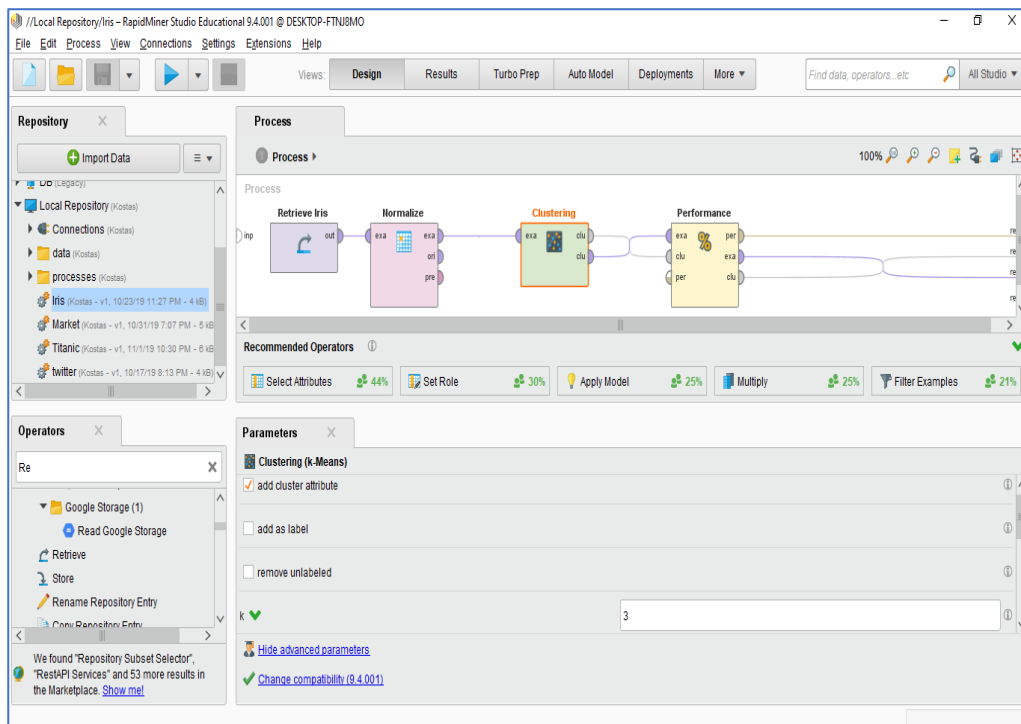 //Local Repository/Iris – RapidMiner Studio Educational 9.4.001 @ DESKTOP-FTNJ8MO
File Edit Process View Connections Settings Extensions Help
Views: Design Results Turbo Prep Auto Model Deployments More ▼ Find data, operators...etc All Studio ▼
Repository
Import Data
DB (Legacy)
Local Repository (Kostas)
Connections (Kostas)
data (Kostas)
processes (Kostas)
Iris (Kostas - v1, 10/23/19 11:27 PM - 4 kB)
Market (Kostas - v1, 10/31/19 7:07 PM - 5 kB
Titanic (Kostas - v1, 11/1/19 10:30 PM - 6 kB
twitter (Kostas - v1, 10/17/19 8:13 PM - 4 kB)
Process
Process
100%
Process
Retrieve Iris Normalize Clustering Performance
inp out exa exa exa clu exa per re
ori clu clu exa re
pre per clu re
re
Recommended Operators
Select Attributes 44% Set Role 30% Apply Model 25% Multiply 25% Filter Examples 21%
Operators
Re
Google Storage (1)
Read Google Storage
Retrieve
Store
Rename Repository Entry
Copy Repository Entry
We found "Repository Subset Selector",
"RestAPI Services" and 53 more results in
the Marketplace. Show me!
Parameters
Clustering (k-Means)
add cluster attribute
add as label
remove unlabeled
k 3
Hide advanced parameters
Change compatibility (9.4.001)